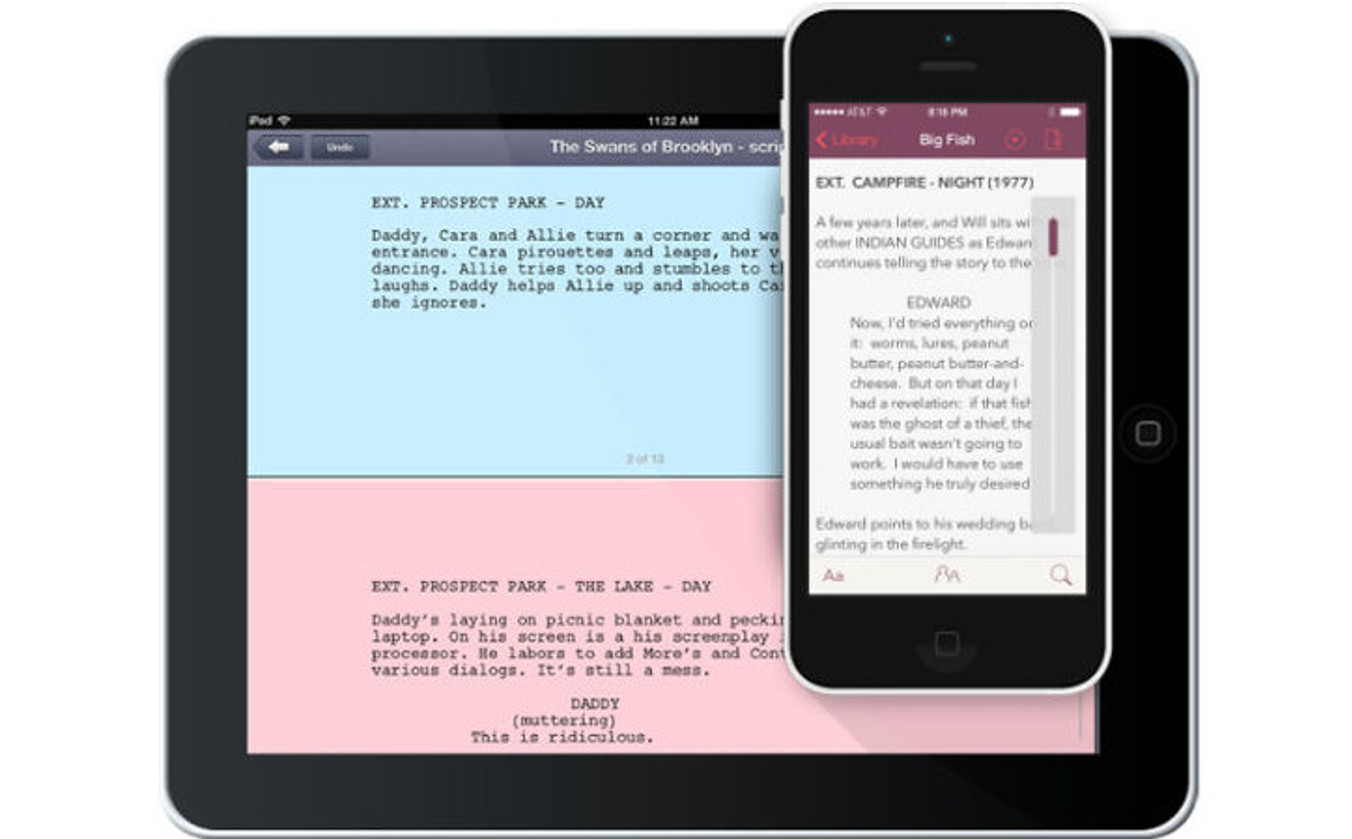 iPod
11:22 AM
Undo
The Swans of Brooklyn - scrip
EXT. PROSPECT PARK - DAY
Daddy, Cara and Allie turn a corner and wa
entrance. Cara pirouettes and leaps, her v
dancing. Allie tries too and stumbles to th
laughs. Daddy helps Allie up and shoots Ca
she ignores.
2 of 13
EXT. PROSPECT PARK - THE LAKE - DAY
Daddy's laying on picnic blanket and peckin
laptop. On his screen is a his screenplay
processor. He labors to add More's and Cont
various dialogs. It's still a mess.
DADDY
(muttering)
This is ridiculous.
AT&T
8:16 PM
Library
Big Fish
EXT. CAMPFIRE - NIGHT (1977)
A few years later, and Will sits wi
other INDIAN GUIDES as Edwar
continues telling the story to the
EDWARD
Now, I'd tried everything on
it: worms, lures, peanut
butter, peanut butter-and-
cheese. But on that day I
had a revelation: if that fish
was the ghost of a thief, the
usual bait wasn't going to
work. I would have to use
something he truly desired
Edward points to his wedding ba
glinting in the firelight.
Aa